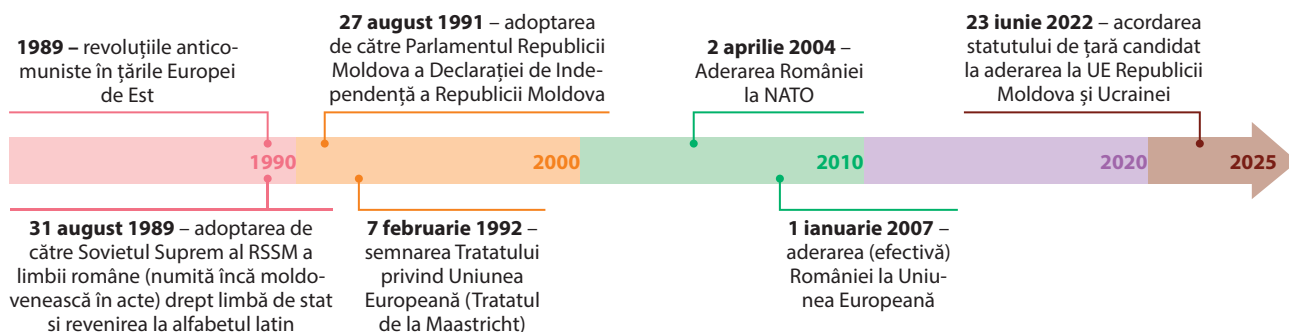 1989 – revoluțiile antico-
muniste în țările Europei
de Est
27 august 1991 – adoptarea
de către Parlamentul Republicii
Moldova a Declarației de Inde-
pendență a Republicii Moldova
2 aprilie 2004 –
Aderarea României
la NATO
23 iunie 2022 – acordarea
statutului de țară candidat
la aderarea la UE Republicii
Moldova și Ucrainei
1990
2000
2010
2020
2025
31 august 1989 – adoptarea de
către Sovietul Suprem al RSSM a
limbii române (numită încă moldo-
venească în acte) drept limbă de stat
și revenirea la alfabetul latin
7 februarie 1992 –
semnarea Tratatului
privind Uniunea
Europeană (Tratatul
de la Maastricht)
1 ianuarie 2007 –
aderarea (efectivă)
României la Uniu-
nea Europeană